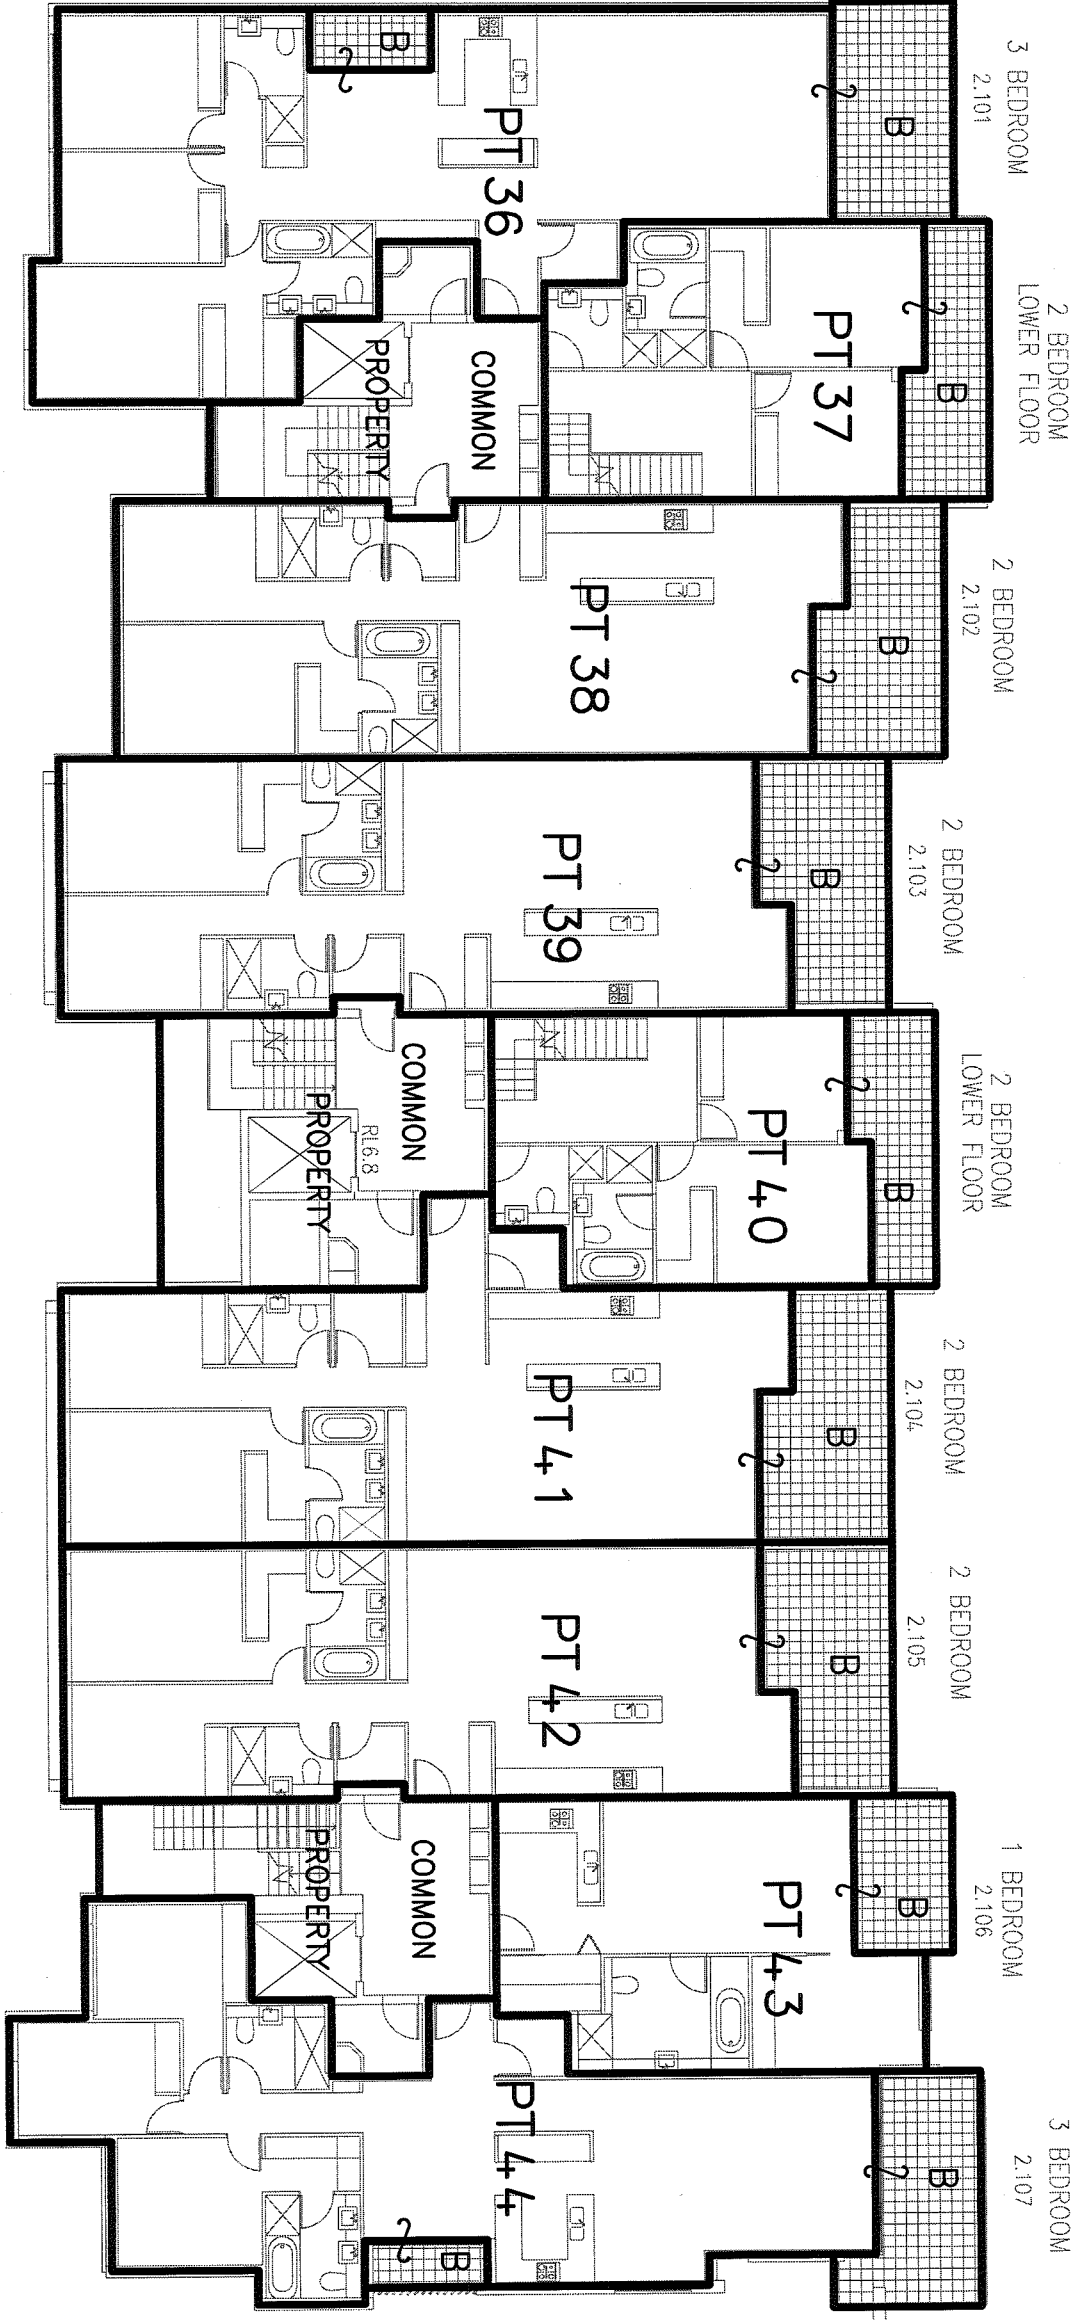 3 BEDROOM
2.101
B
B
PT 36
2 BEDROOM
LOWER FLOOR
B
PT 37
COMMON
PROPERTY
2 BEDROOM
2.102
B
PT 38
2 BEDROOM
2.103
B
PT 39
2 BEDROOM
LOWER FLOOR
B
PT 40
COMMON
PROPERTY
RL6.8
2 BEDROOM
2.104
B
PT 41
2 BEDROOM
2.105
B
PT 42
1 BEDROOM
2.106
B
PT 43
COMMON
PROPERTY
3 BEDROOM
2.107
B
PT 44
B